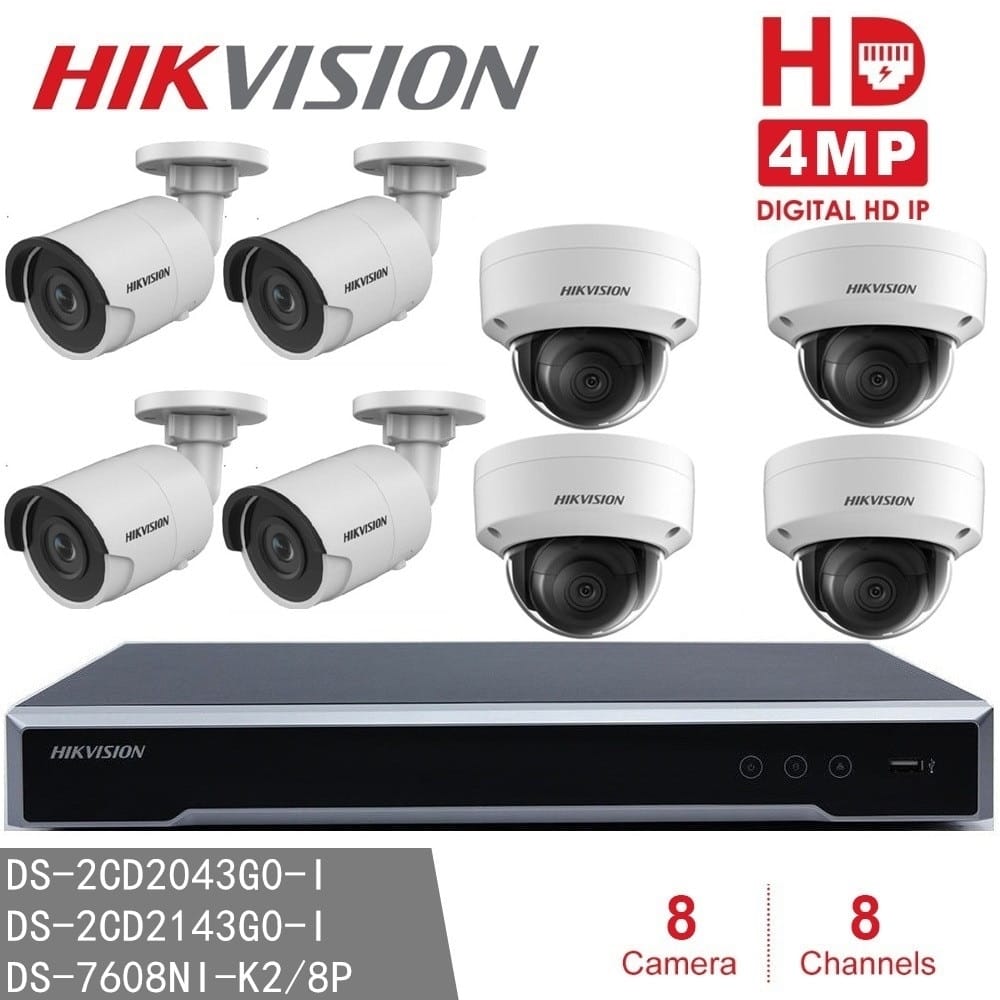 HIKVISION
HD
4MP
DIGITAL HD IP
HIKVISION
HIKVISION
HIKVISION
HIKVISION
HIKVISION
HIKVISION
HIKVISION
HIKVISION
HIKVISION
DS-2CD2043G0-I
DS-2CD2143G0-I
DS-7608NI-K2/8P
8 Camera
8 Channels